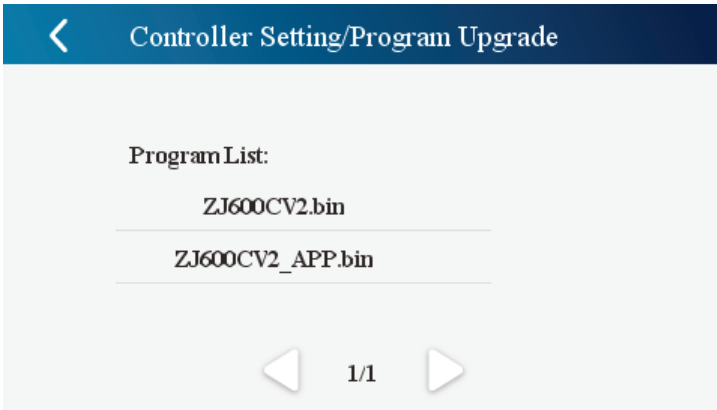 Controller Setting/Program Upgrade
Program List:
ZJ600CV2.bin
ZJ600CV2_APP.bin
1/1